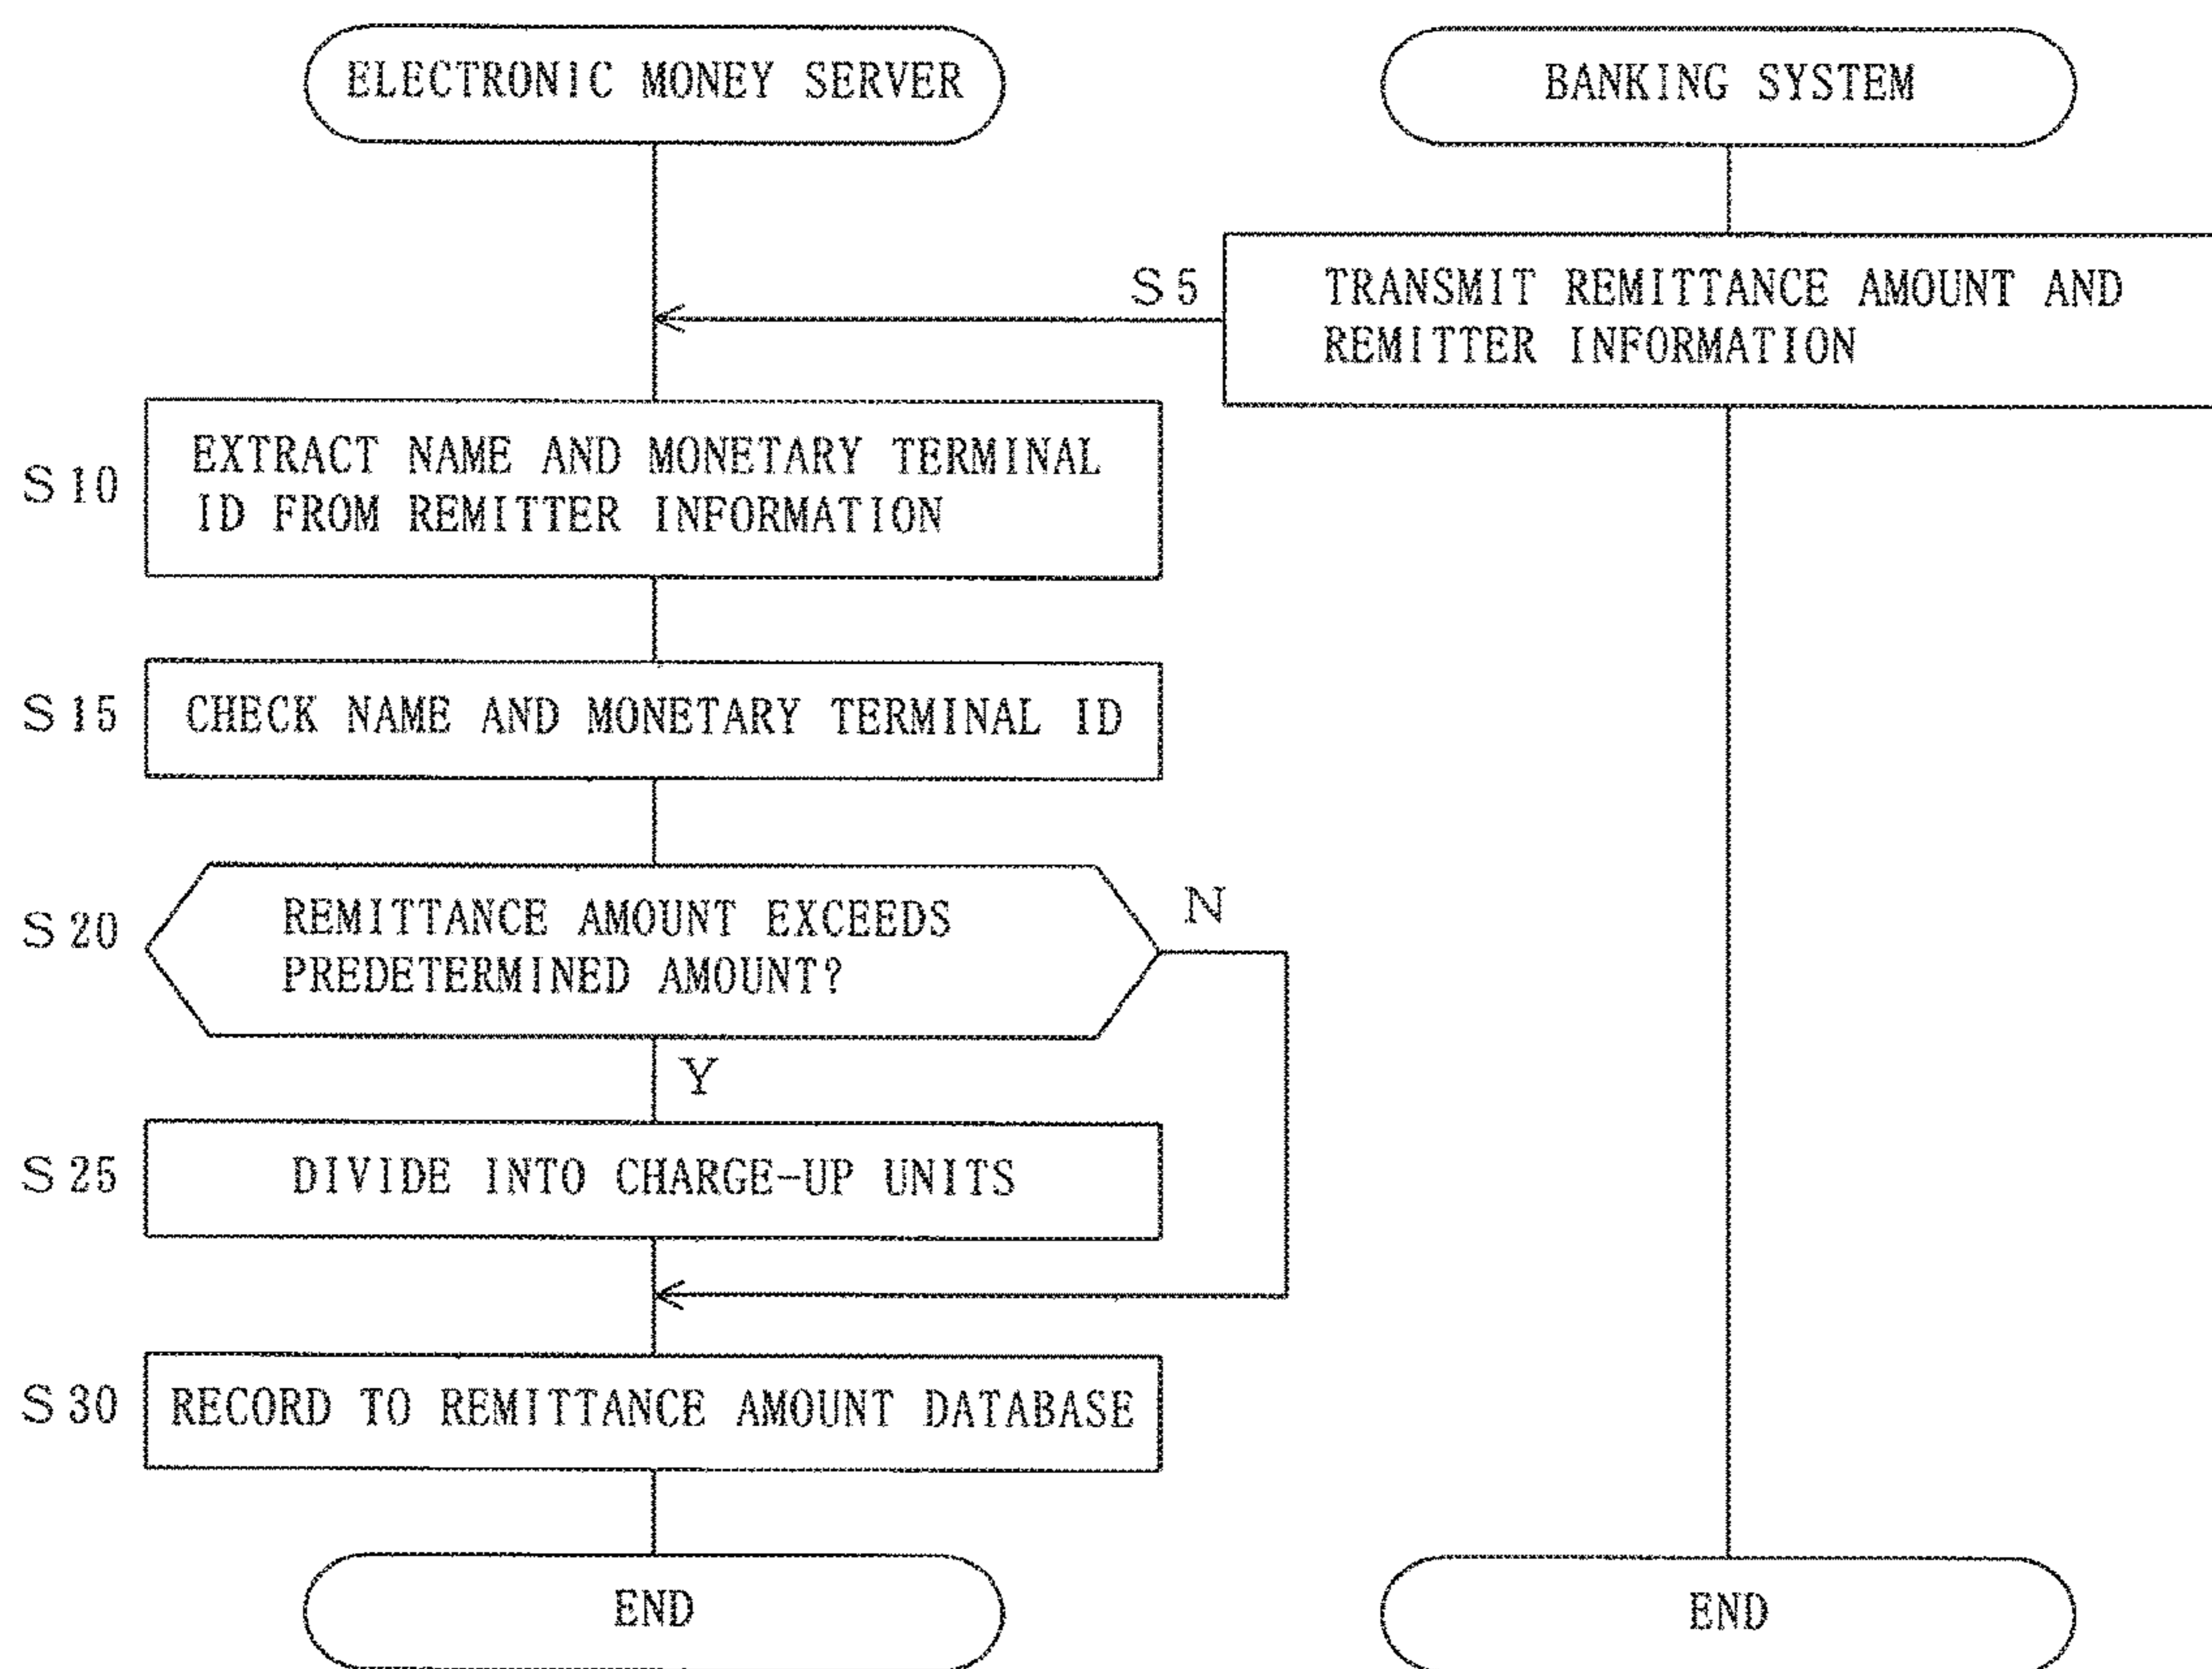 ELECTRONIC MONEY SERVER
BANKING SYSTEM
S5
TRANSMIT REMITTANCE AMOUNT AND
REMITTER INFORMATION
S10
EXTRACT NAME AND MONETARY TERMINAL
ID FROM REMITTER INFORMATION
S15
CHECK NAME AND MONETARY TERMINAL ID
S20
REMITTANCE AMOUNT EXCEEDS
PREDETERMINED AMOUNT?
N
Y
S25
DIVIDE INTO CHARGE-UP UNITS
S30
RECORD TO REMITTANCE AMOUNT DATABASE
END
END